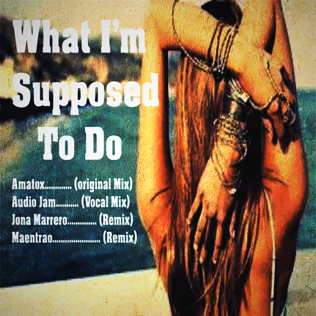 What I'm
Supposed
To Do
Amatox............. (original Mix)
Audio Jam.......... (Vocal Mix)
Jona Marrero.............. (Remix)
Maentrao....................... (Remix)